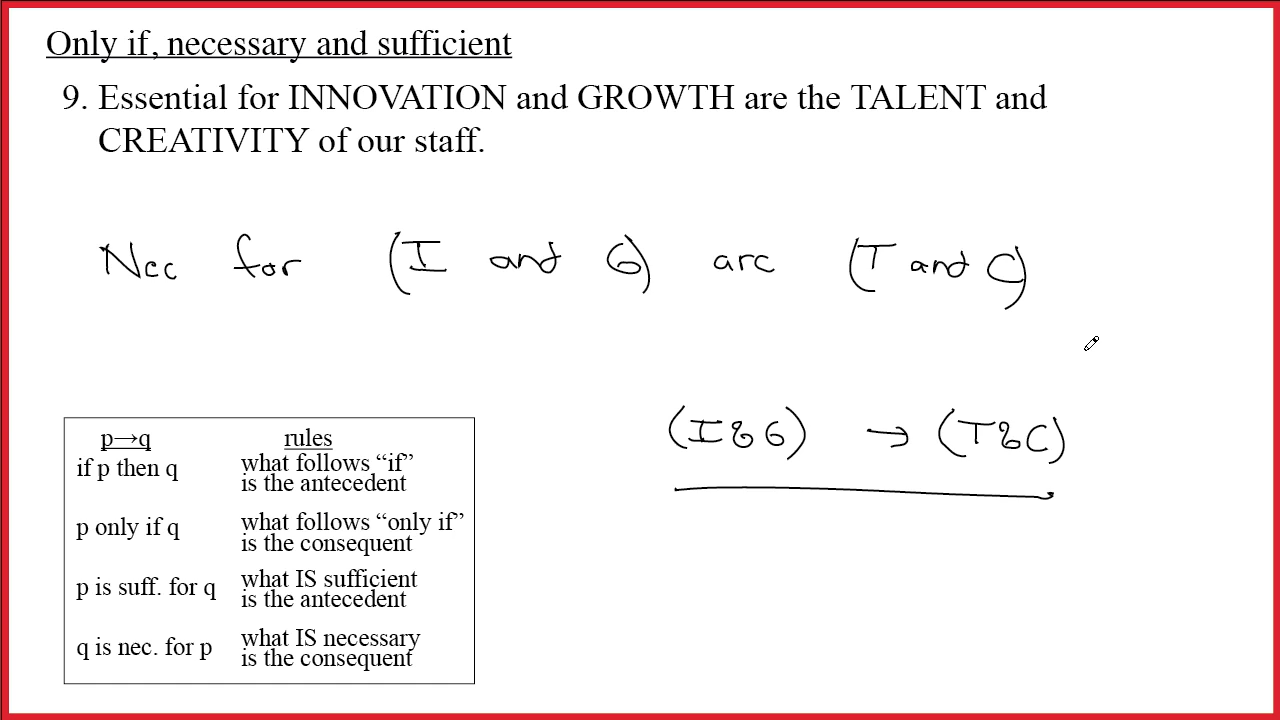 Only if, necessary and sufficient
9. Essential for INNOVATION and GROWTH are the TALENT and
CREATIVITY of our staff.
Nec for (I and G) are (T and C)
(I & G) → (T & C)
p→q rules
if p then q what follows “if”
is the antecedent
p only if q what follows “only if”
is the consequent
p is suff. for q what IS sufficient
is the antecedent
q is nec. for p what IS necessary
is the consequent